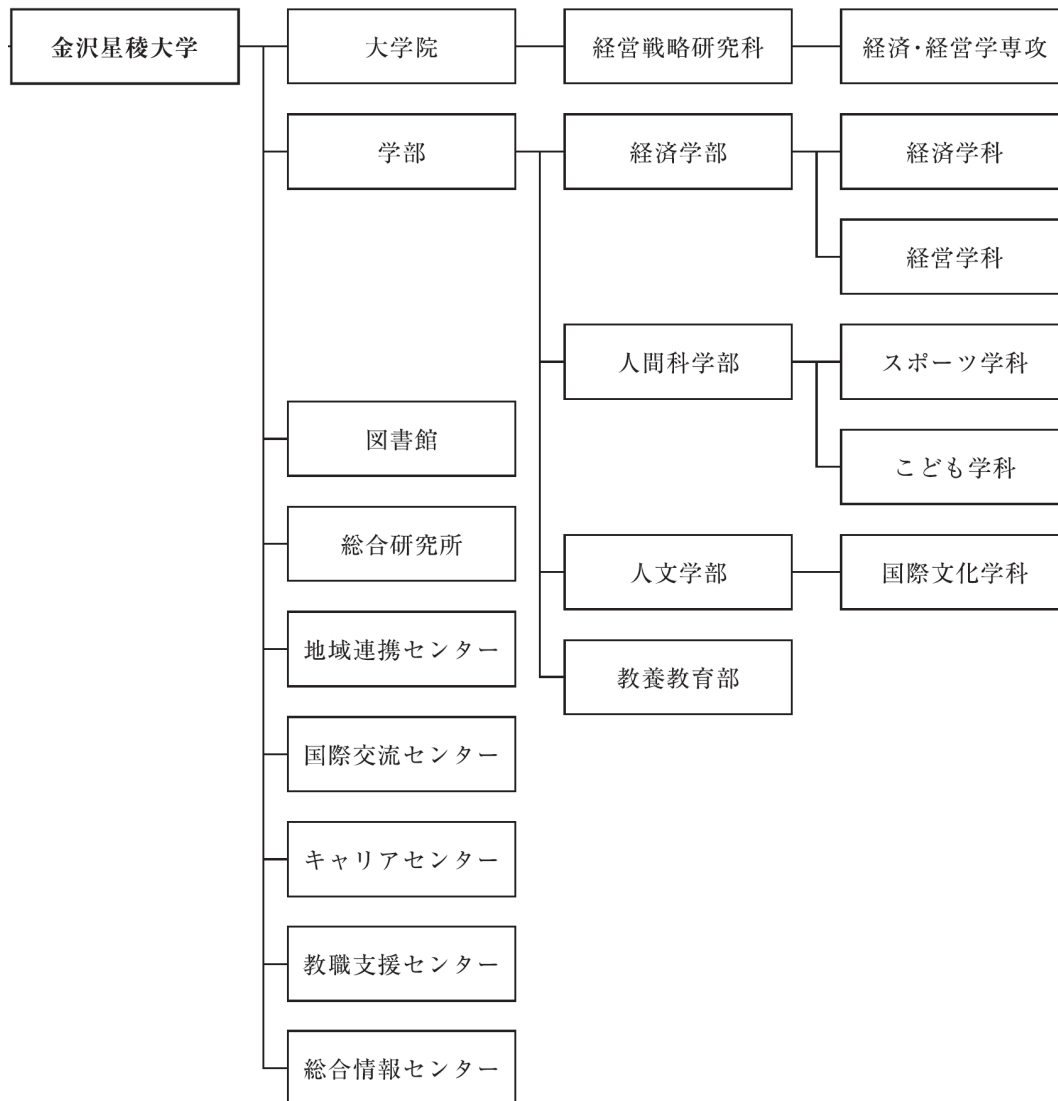 金沢星稜大学
大学院
経営戦略研究科
経済・経営学専攻
学部
経済学部
経済学科
経営学科
人間科学部
スポーツ学科
こども学科
人文学部
国際文化学科
教養教育部
図書館
総合研究所
地域連携センター
国際交流センター
キャリアセンター
教職支援センター
総合情報センター